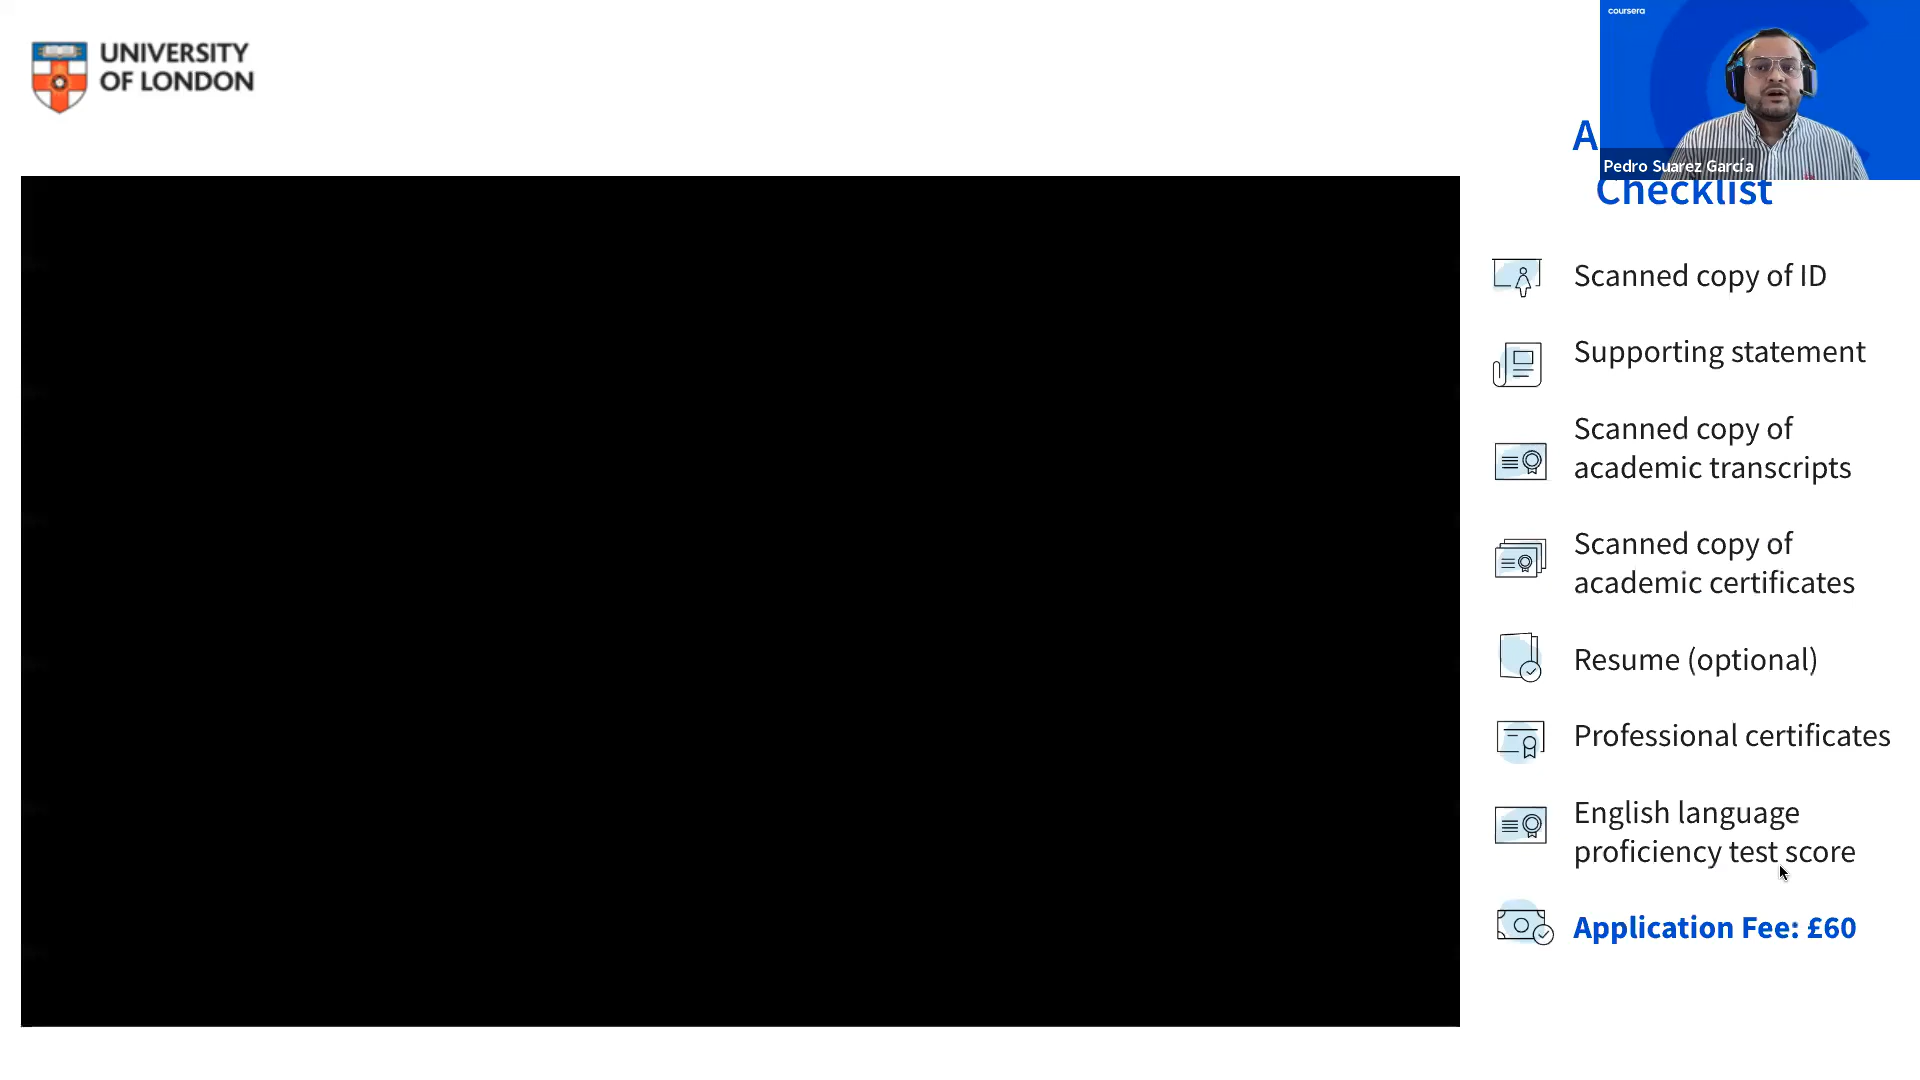 UNIVERSITY
OF LONDON
coursera
Pedro Suarez García
A
Checklist
Scanned copy of ID
Supporting statement
Scanned copy of
academic transcripts
Scanned copy of
academic certificates
Resume (optional)
Professional certificates
English language
proficiency test score
Application Fee: £60